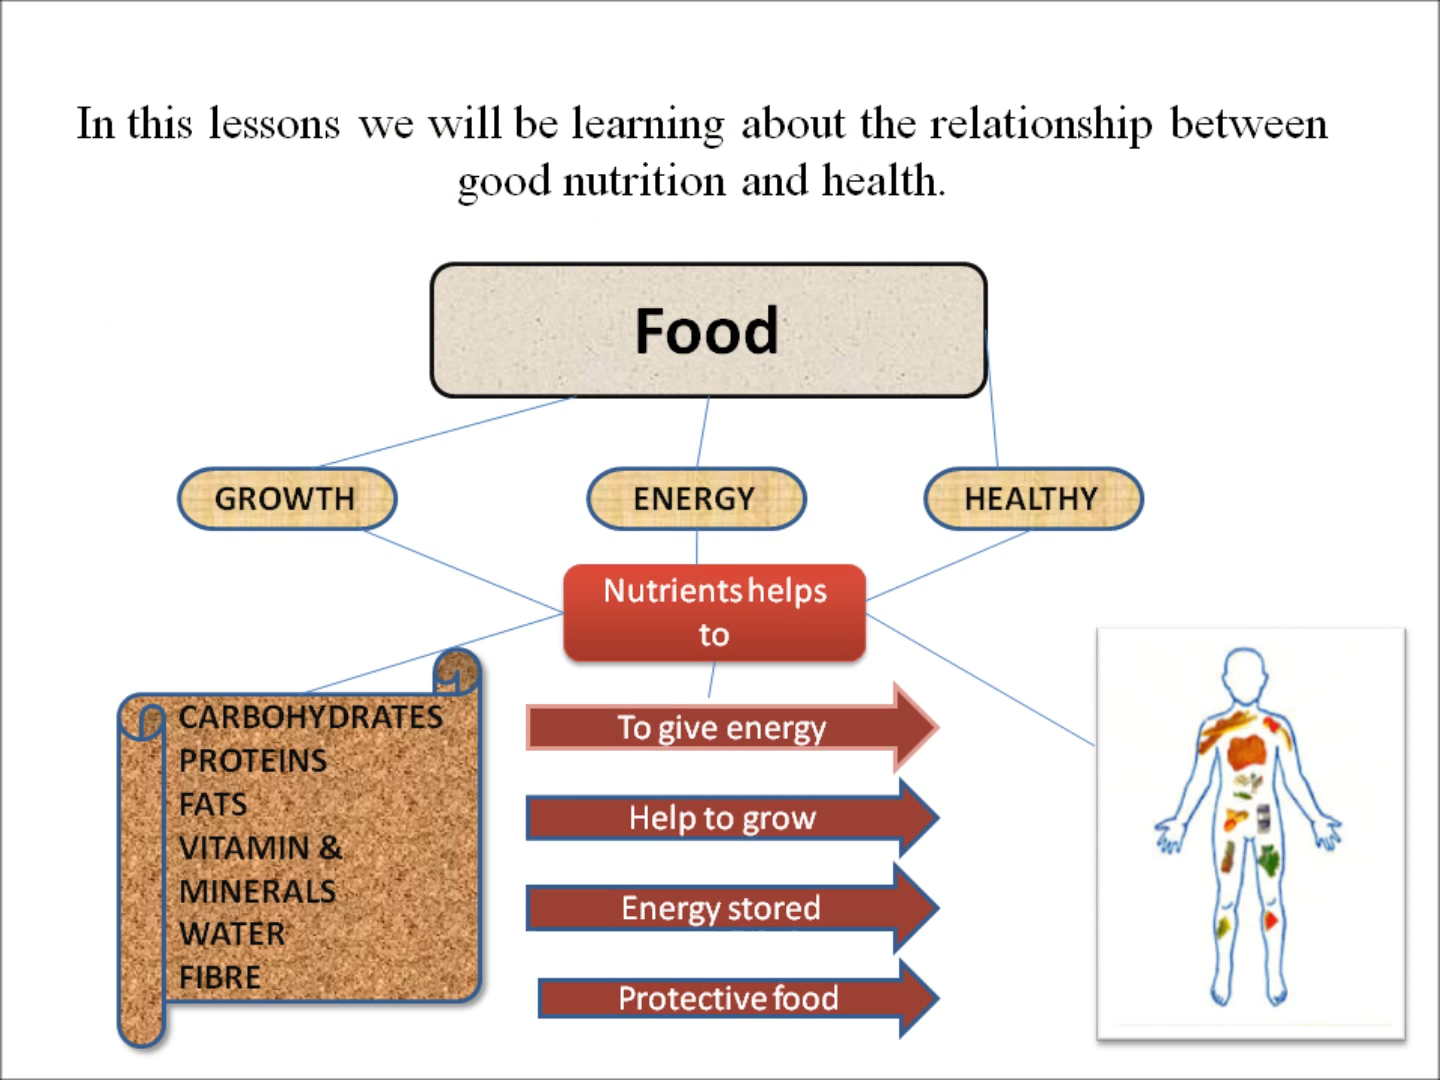 In this lessons we will be learning about the relationship between
good nutrition and health.
Food
GROWTH
ENERGY
HEALTHY
Nutrients helps
to
CARBOHYDRATES
PROTEINS
FATS
VITAMIN &
MINERALS
WATER
FIBRE
To give energy
Help to grow
Energy stored
Protective food